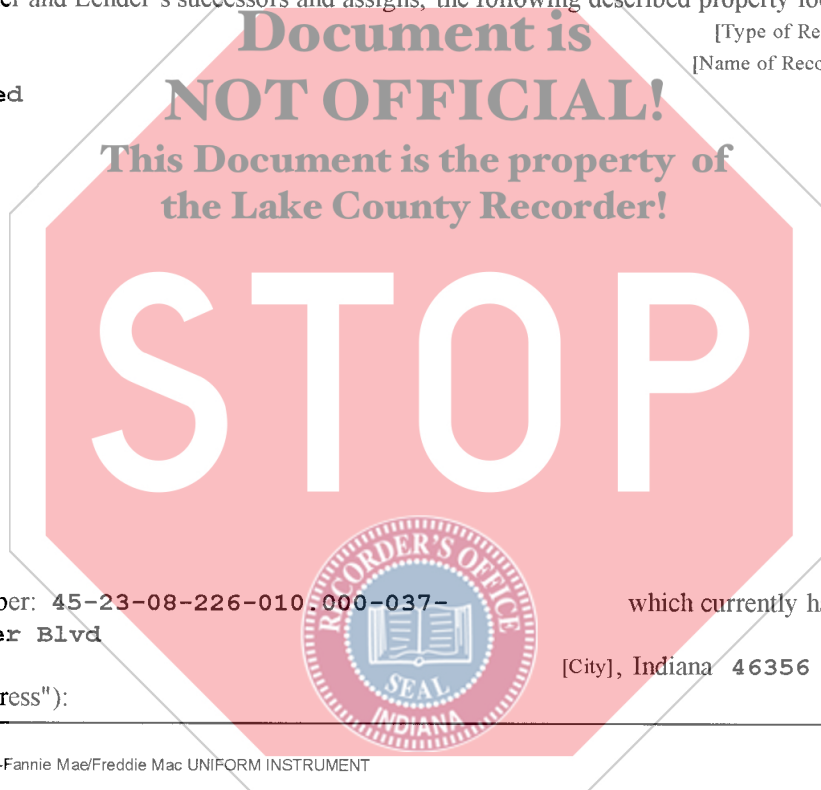 er and Lender's successors and assigns, the following described property loc
Document is
[Type of Re
NOT OFFICIAL!
[Name of Reco
ed
This Document is the property of
the Lake County Recorder!
STOP
RECORDER'S OFFICE
SEAL
INDIANA
ber: 45-23-08-226-010.000-037-
which currently h
er Blvd
[City], Indiana 46356
ress"):
-Fannie Mae/Freddie Mac UNIFORM INSTRUMENT